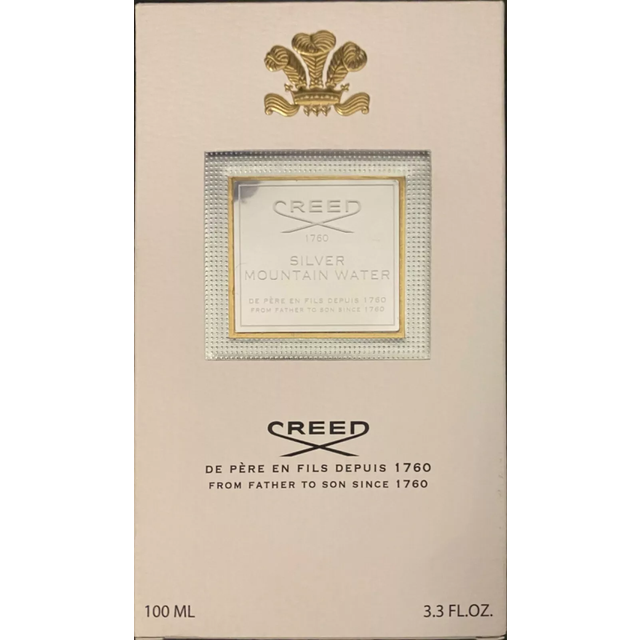 CREED
1760
SILVER
MOUNTAIN WATER
DE PÈRE EN FILS DEPUIS 1760
FROM FATHER TO SON SINCE 1760
CREED
DE PÈRE EN FILS DEPUIS 1760
FROM FATHER TO SON SINCE 1760
100 ML 3.3 FL.OZ.